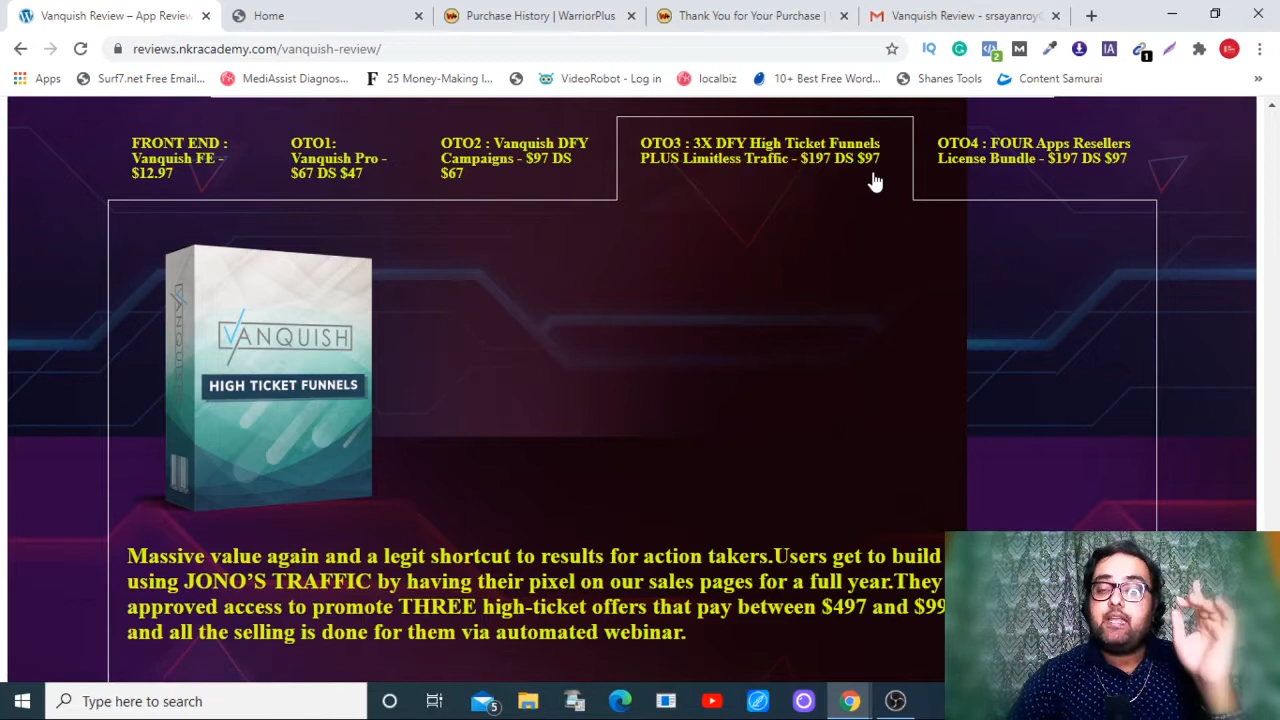 Vanquish Review – App Review
Home
Purchase History | WarriorPlus
Thank You for Your Purchase |
Vanquish Review - srsayanroy
reviews.nkracademy.com/vanquish-review/
Apps
Surf7.net Free Email...
MediAssist Diagnos...
25 Money-Making I...
VideoRobot - Log in
localbiz
10+ Best Free Word...
Shanes Tools
Content Samurai
FRONT END :
Vanquish FE -
$12.97
OTO1:
Vanquish Pro -
$67 DS $47
OTO2 : Vanquish DFY
Campaigns - $97 DS
$67
OTO3 : 3X DFY High Ticket Funnels
PLUS Limitless Traffic - $197 DS $97
OTO4 : FOUR Apps Resellers
License Bundle - $197 DS $97
VANQUISH
VANQUISH
HIGH TICKET FUNNELS
Massive value again and a legit shortcut to results for action takers.Users get to build
using JONO’S TRAFFIC by having their pixel on our sales pages for a full year.They
approved access to promote THREE high-ticket offers that pay between $497 and $99
and all the selling is done for them via automated webinar.
Type here to search